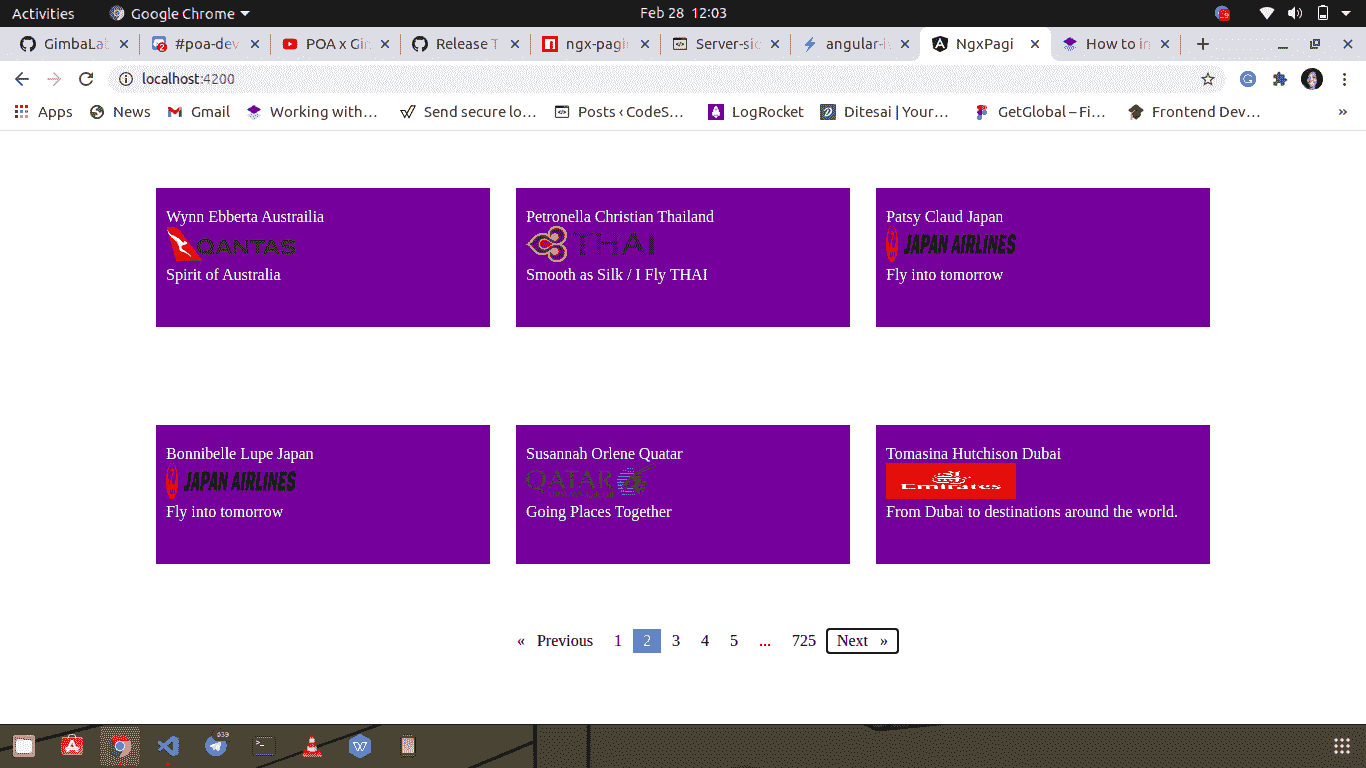 Activities Google Chrome Feb 28 12:03
GimbaLa #poa-dev POA x Gi Release T ngx-pagi Server-sic angular-i NgxPagi How to in
localhost:4200
Apps News Gmail Working with… Send secure lo… Posts ‹ CodeS… LogRocket Ditesai | Your… GetGlobal – Fi… Frontend Dev… »
Wynn Ebberta Austrailia Petronella Christian Thailand Patsy Claud Japan
QANTAS THAI JAPAN AIRLINES
Spirit of Australia Smooth as Silk / I Fly THAI Fly into tomorrow
Bonnibelle Lupe Japan Susannah Orlene Quatar Tomasina Hutchison Dubai
JAPAN AIRLINES QATAR Emirates
Fly into tomorrow Going Places Together From Dubai to destinations around the world.
« Previous 1 2 3 4 5 ... 725 Next »